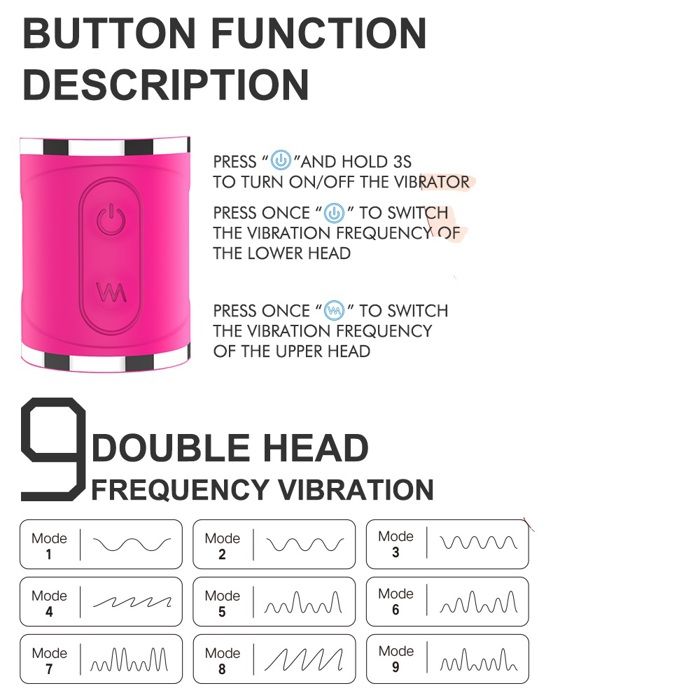 BUTTON FUNCTION
DESCRIPTION
PRESS “ ”AND HOLD 3S
TO TURN ON/OFF THE VIBRATOR
PRESS ONCE “ ” TO SWITCH
THE VIBRATION FREQUENCY OF
THE LOWER HEAD
PRESS ONCE “ ” TO SWITCH
THE VIBRATION FREQUENCY
OF THE UPPER HEAD
9 DOUBLE HEAD
FREQUENCY VIBRATION
Mode
1
Mode
2
Mode
3
Mode
4
Mode
5
Mode
6
Mode
7
Mode
8
Mode
9